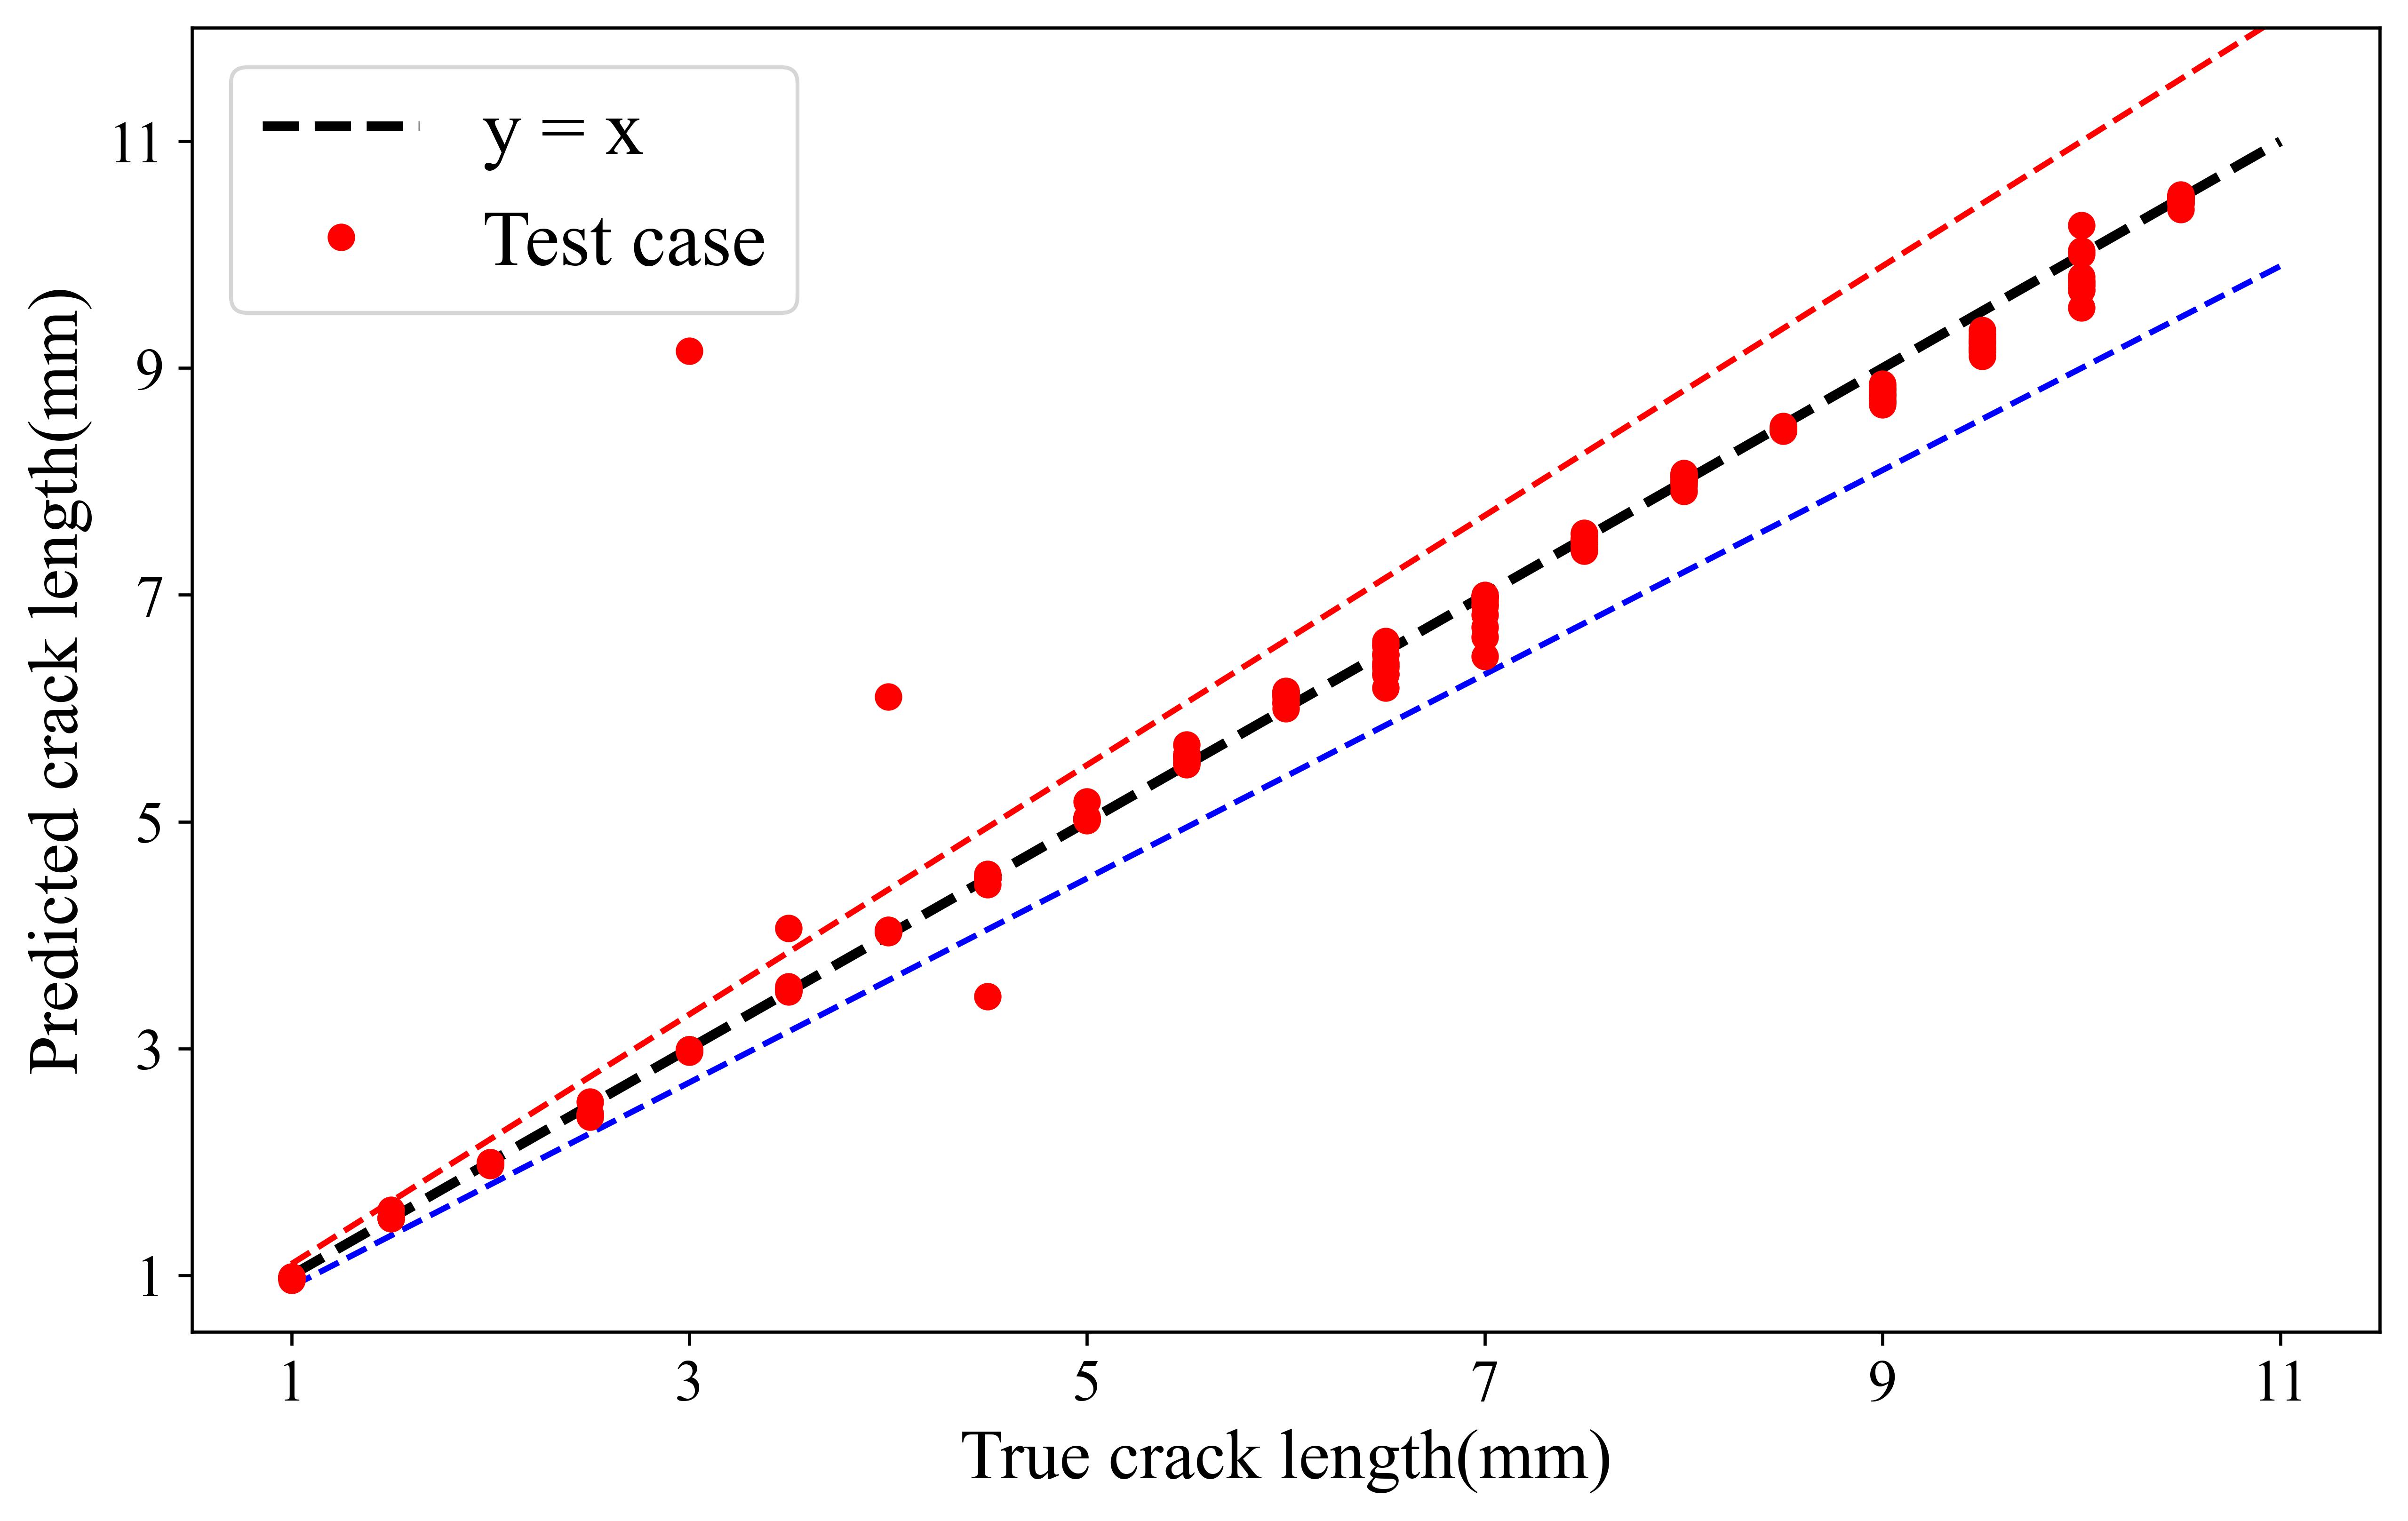 y = x
Test case
Predicted crack length(mm)
11
9
7
5
3
1
1 3 5 7 9 11
True crack length(mm)